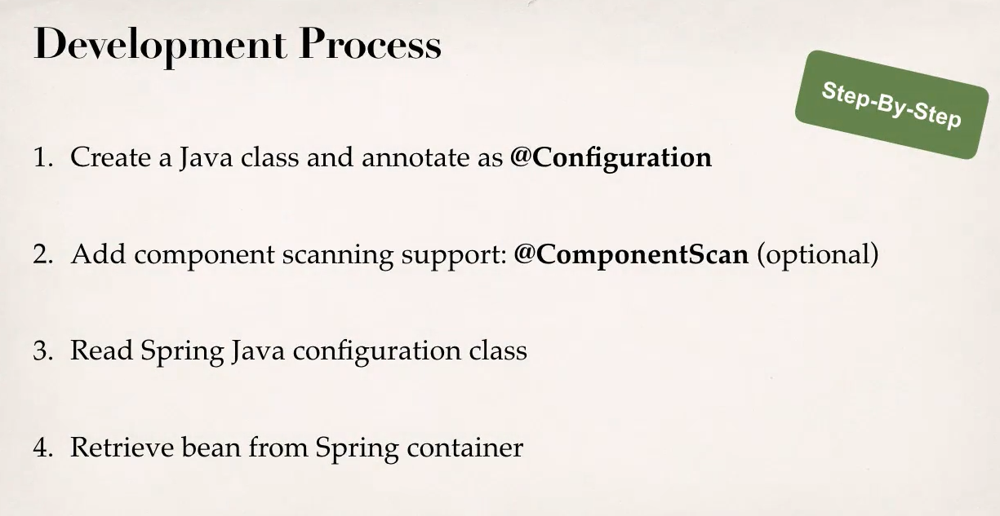 Development Process
Step-By-Step
1. Create a Java class and annotate as @Configuration
2. Add component scanning support: @ComponentScan (optional)
3. Read Spring Java configuration class
4. Retrieve bean from Spring container